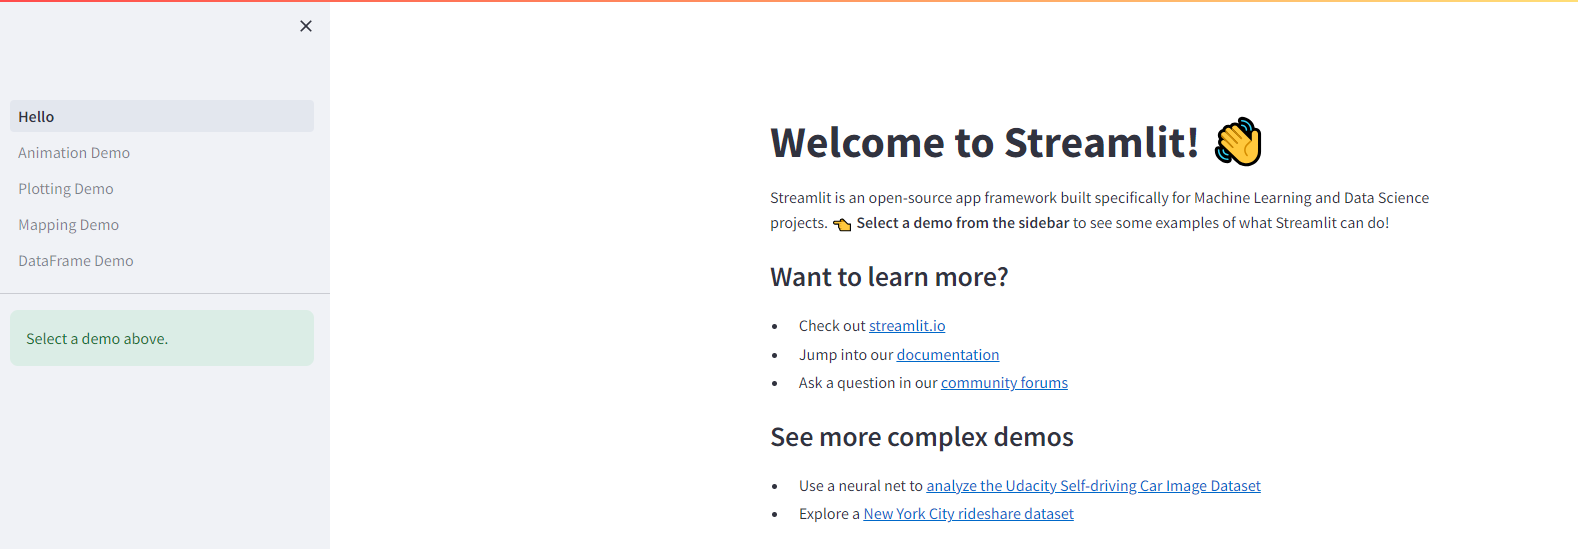 Hello
Animation Demo
Plotting Demo
Mapping Demo
DataFrame Demo
Select a demo above.
Welcome to Streamlit! 👋
Streamlit is an open-source app framework built specifically for Machine Learning and Data Science
projects. 👈 Select a demo from the sidebar to see some examples of what Streamlit can do!
Want to learn more?
• Check out streamlit.io
• Jump into our documentation
• Ask a question in our community forums
See more complex demos
• Use a neural net to analyze the Udacity Self-driving Car Image Dataset
• Explore a New York City rideshare dataset